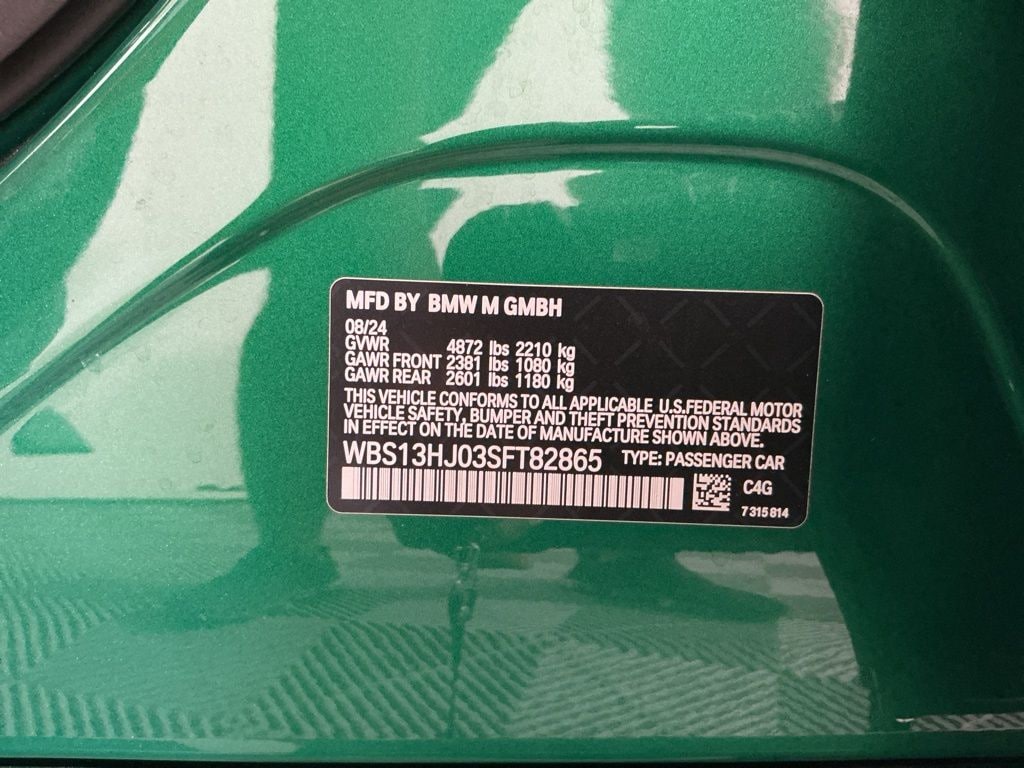 MFD BY BMW M GMBH
08/24
GVWR 4872 lbs 2210 kg
GAWR FRONT 2381 lbs 1080 kg
GAWR REAR 2601 lbs 1180 kg
THIS VEHICLE CONFORMS TO ALL APPLICABLE U.S.FEDERAL MOTOR
VEHICLE SAFETY, BUMPER AND THEFT PREVENTION STANDARDS
IN EFFECT ON THE DATE OF MANUFACTURE SHOWN ABOVE.
WBS13HJ03SFT82865 TYPE: PASSENGER CAR
C4G
7 315 814